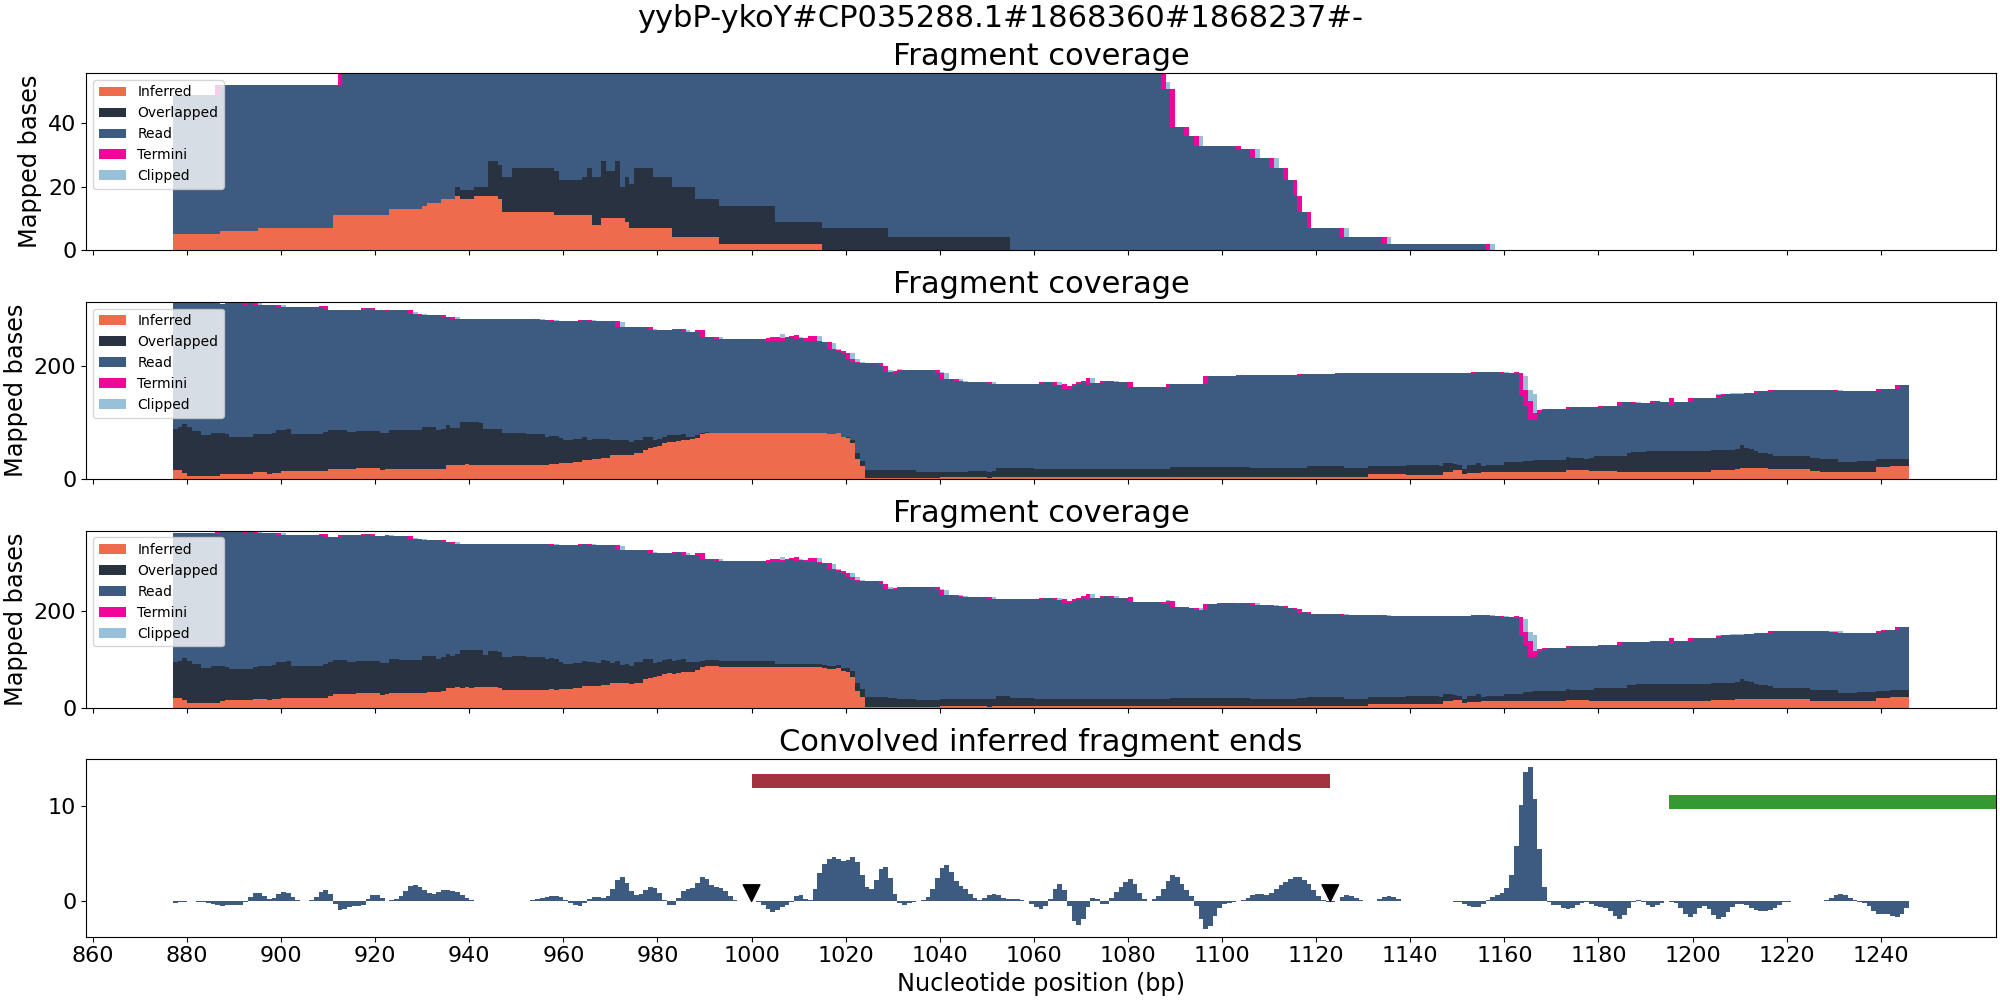 yybP-ykoY#CP035288.1#1868360#1868237#-
Fragment coverage
Mapped bases
40
20
0
Inferred
Overlapped
Read
Termini
Clipped
Fragment coverage
Mapped bases
200
0
Inferred
Overlapped
Read
Termini
Clipped
Fragment coverage
Mapped bases
200
0
Inferred
Overlapped
Read
Termini
Clipped
Convolved inferred fragment ends
10
0
860 880 900 920 940 960 980 1000 1020 1040 1060 1080 1100 1120 1140 1160 1180 1200 1220 1240
Nucleotide position (bp)